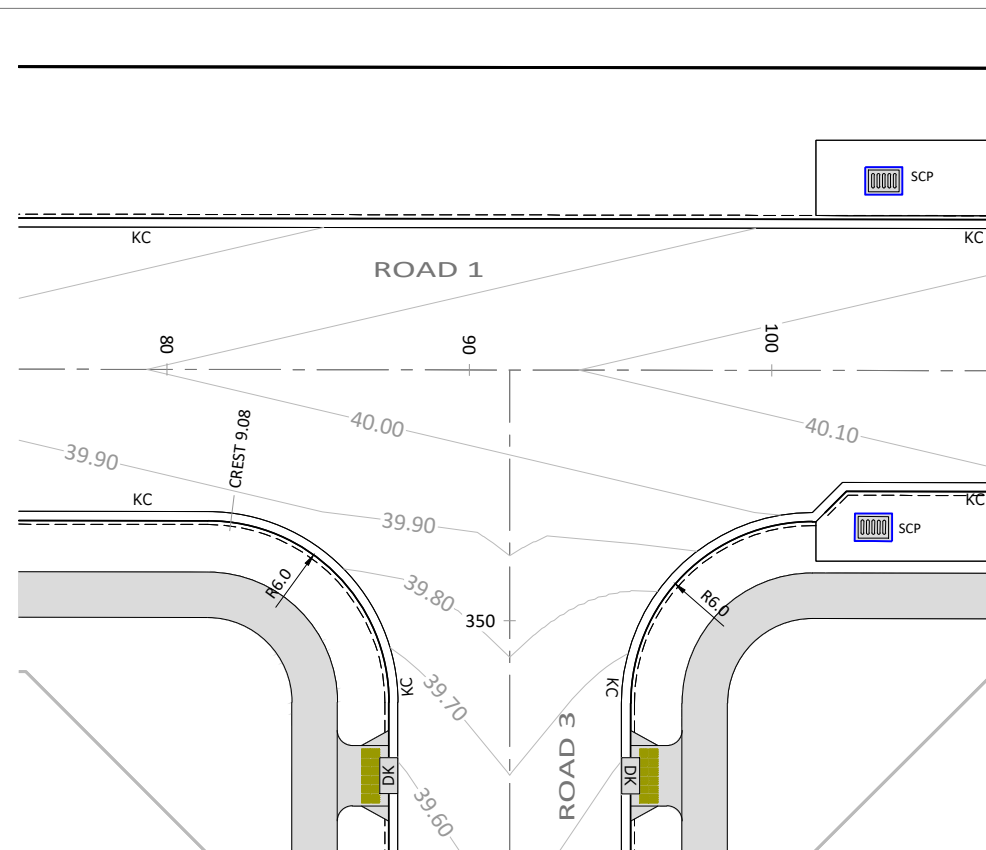 SCP
KC
KC
ROAD 1
80
90
100
40.00
40.10
CREST 9.08
39.90
KC
KC
39.90
SCP
R6.0
39.80
R6.0
350
KC
39.70
KC
ROAD 3
DK
DK
39.60